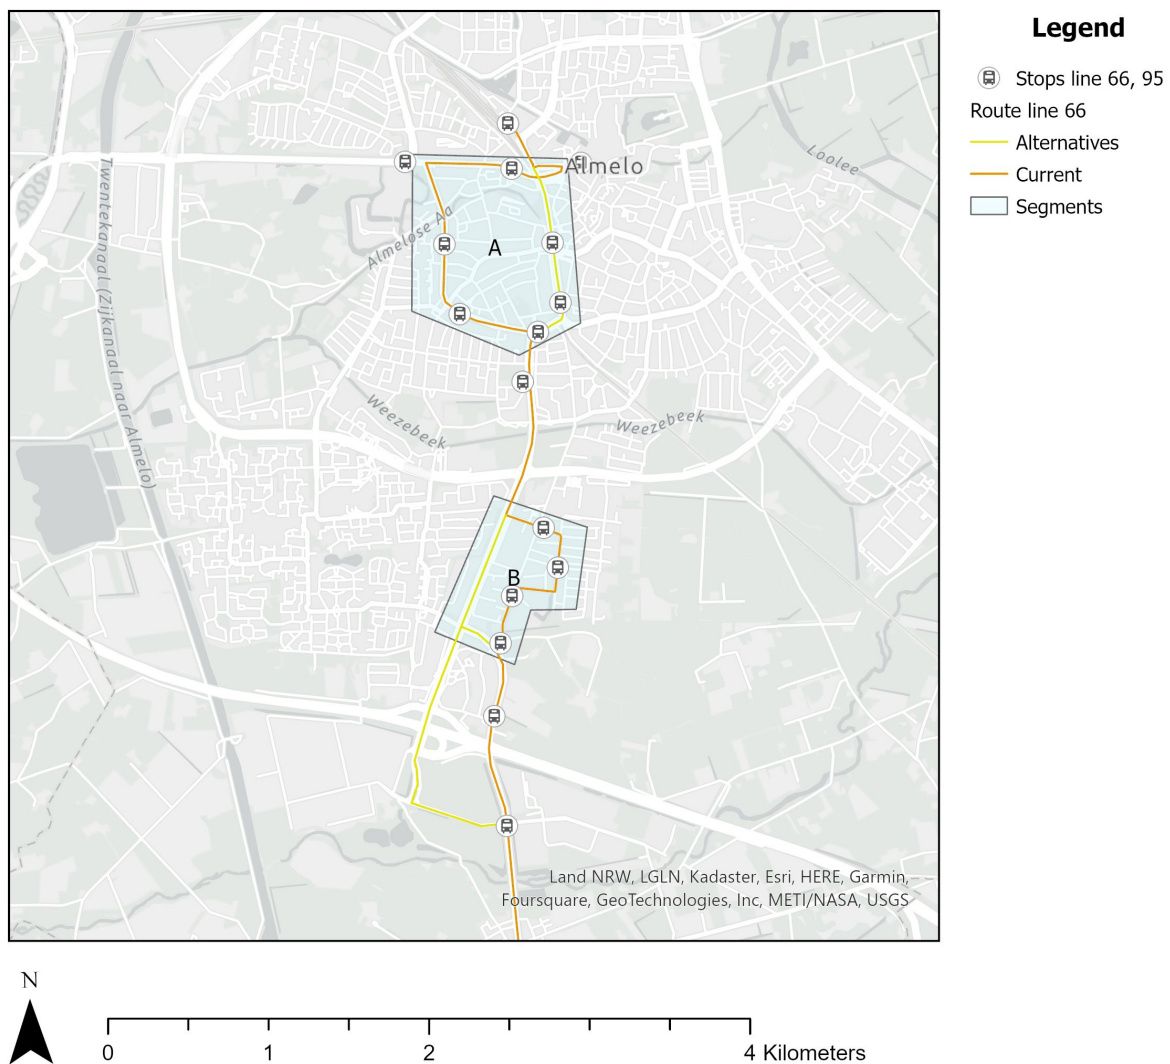 Legend
Stops line 66, 95
Route line 66
Alternatives
Current
Segments
Almelo
Loolee
A
Almelose Aa
Twentekanaal (Zijkanaal naar Almelo)
Weezebeek
Weezebeek
B
Land NRW, LGLN, Kadaster, Esri, HERE, Garmin,
Foursquare, GeoTechnologies, Inc, METI/NASA, USGS
N
0 1 2 4 Kilometers